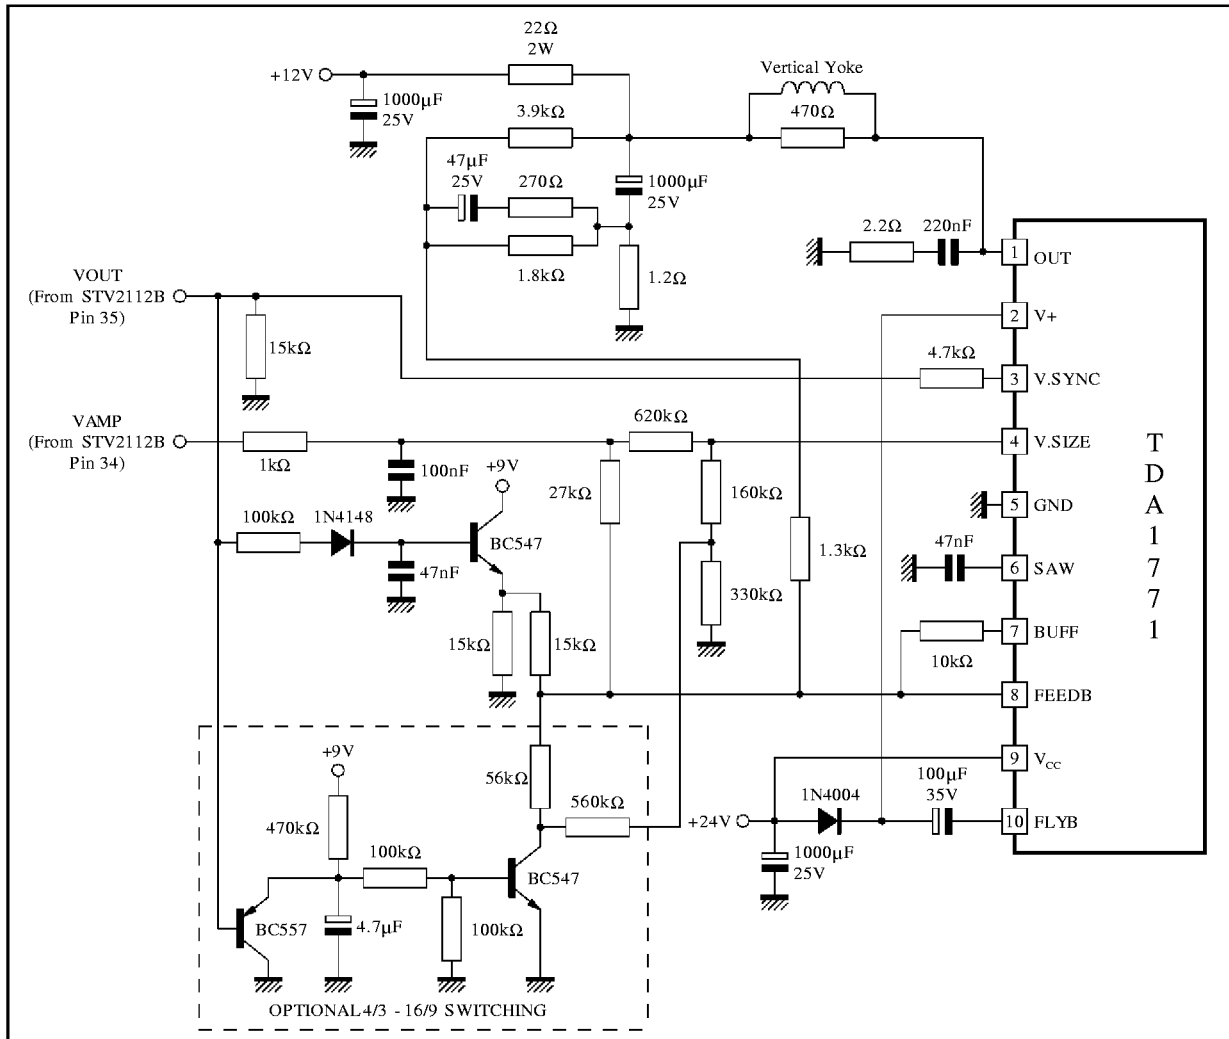 22Ω
2W
+12V
Vertical Yoke
1000µF
25V
3.9kΩ
470Ω
47µF
25V
270Ω
1000µF
25V
2.2Ω
220nF
1
OUT
1.8kΩ
1.2Ω
VOUT
(From STV2112B
Pin 35)
15kΩ
2
V+
4.7kΩ
3
V.SYNC
VAMP
(From STV2112B
Pin 34)
1kΩ
620kΩ
4
V.SIZE
100nF
+9V
27kΩ
160kΩ
5
GND
100kΩ
1N4148
BC547
47nF
1.3kΩ
47nF
6
SAW
330kΩ
15kΩ
15kΩ
7
BUFF
10kΩ
8
FEEDB
TDA1771
+9V
56kΩ
9
VCC
470kΩ
560kΩ
+24V
1N4004
100µF
35V
10
FLYB
100kΩ
BC547
1000µF
25V
BC557
4.7µF
100kΩ
OPTIONAL 4/3 - 16/9 SWITCHING